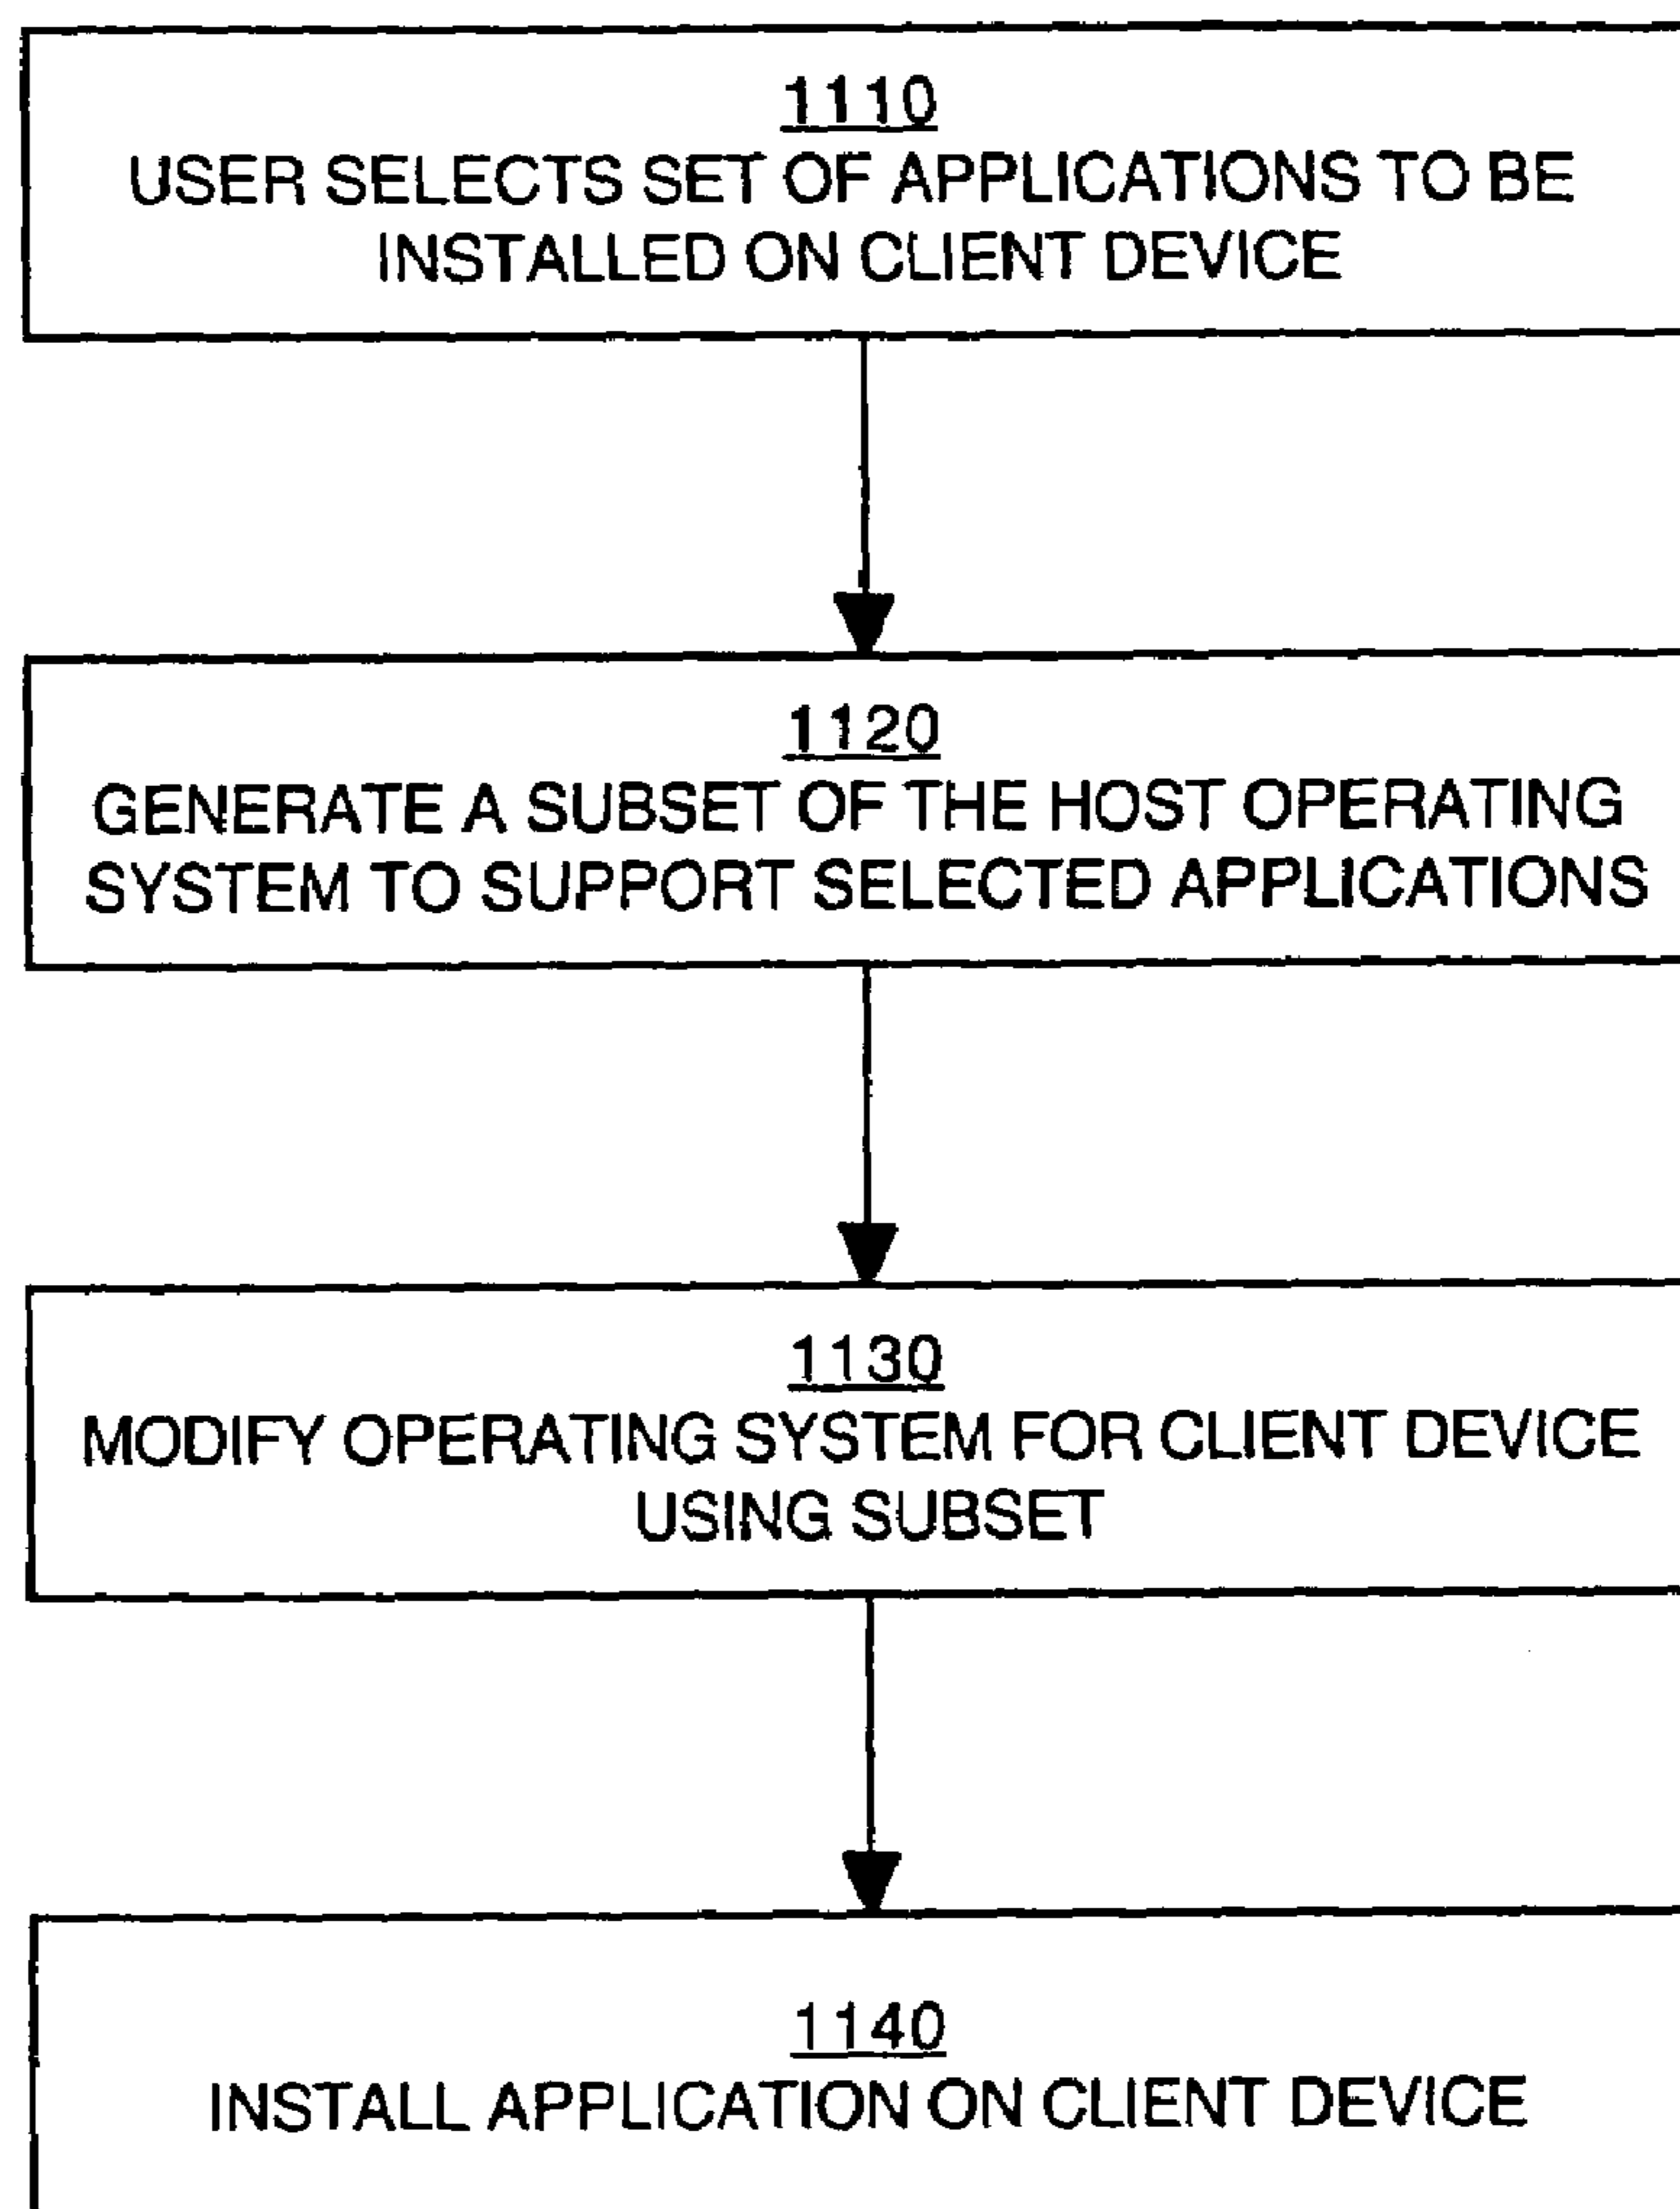 1110
USER SELECTS SET OF APPLICATIONS TO BE
INSTALLED ON CLIENT DEVICE
1120
GENERATE A SUBSET OF THE HOST OPERATING
SYSTEM TO SUPPORT SELECTED APPLICATIONS
1130
MODIFY OPERATING SYSTEM FOR CLIENT DEVICE
USING SUBSET
1140
INSTALL APPLICATION ON CLIENT DEVICE